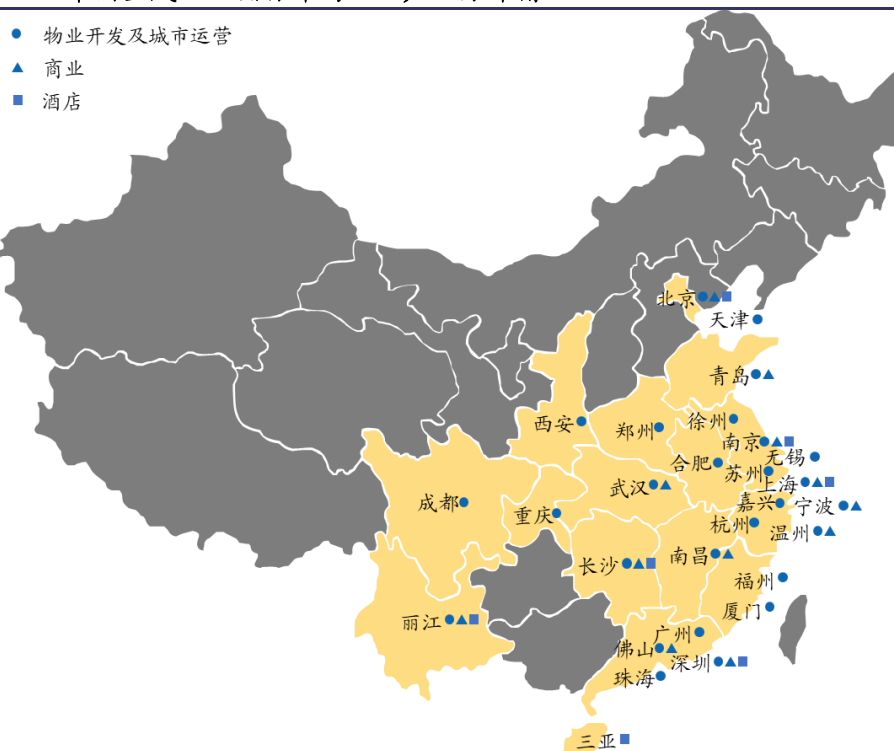 物业开发及城市运营
商业
酒店
北京
天津
青岛
西安
郑州
徐州
南京
无锡
合肥
苏州
上海
武汉
嘉兴
宁波
成都
重庆
杭州
温州
长沙
南昌
福州
厦门
丽江
广州
佛山
深圳
珠海
三亚